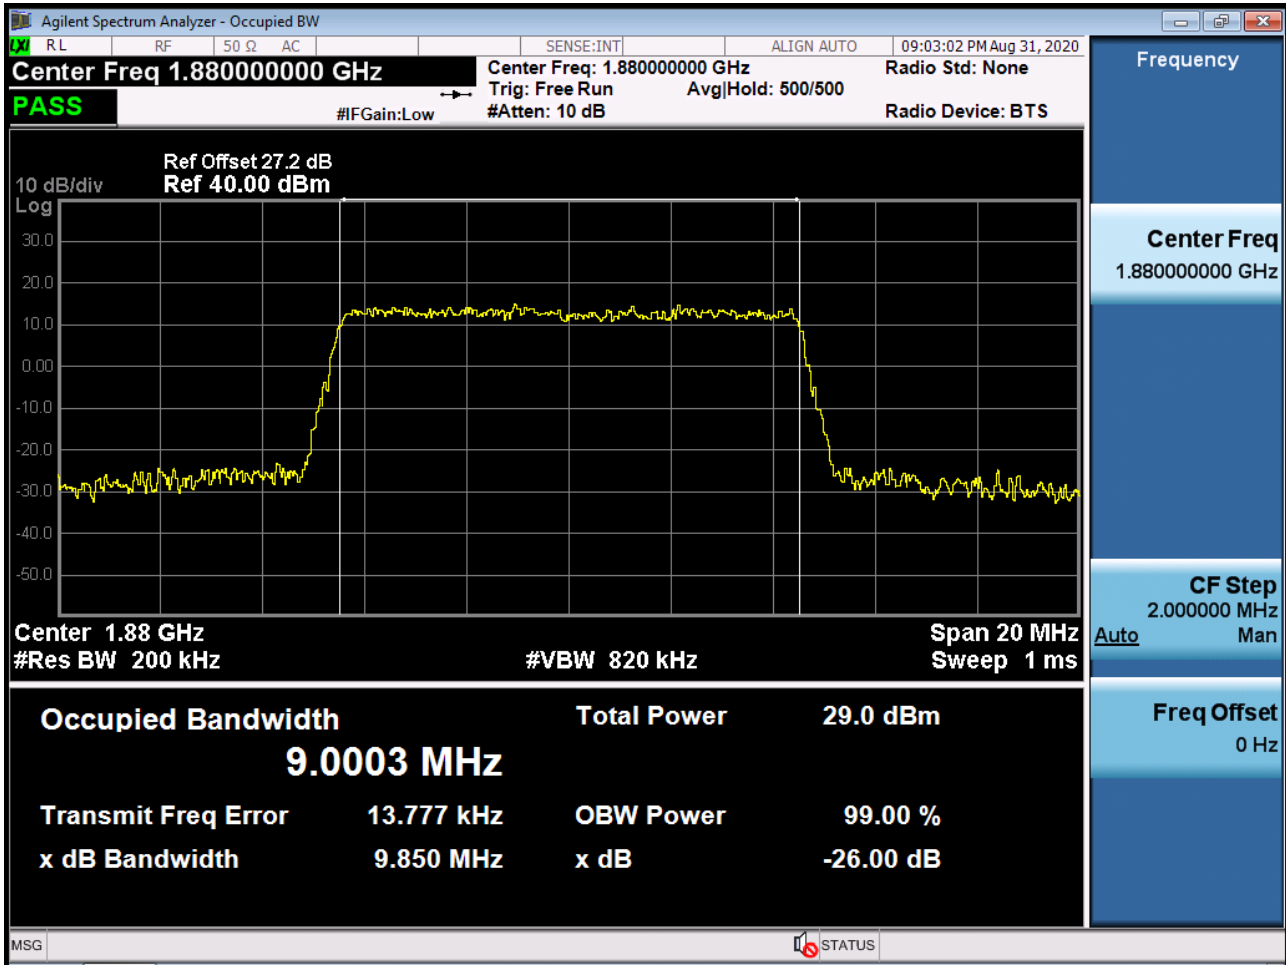 Agilent Spectrum Analyzer - Occupied BW
LXI RL RF 50 Ω AC SENSE:INT ALIGN AUTO 09:03:02 PM Aug 31, 2020
Center Freq 1.880000000 GHz
Center Freq: 1.880000000 GHz
Radio Std: None
Trig: Free Run Avg|Hold: 500/500
PASS
#IFGain:Low
#Atten: 10 dB
Radio Device: BTS
Ref Offset 27.2 dB
10 dB/div Ref 40.00 dBm
Log
30.0
20.0
10.0
0.00
-10.0
-20.0
-30.0
-40.0
-50.0
Center 1.88 GHz Span 20 MHz
#Res BW 200 kHz #VBW 820 kHz Sweep 1 ms
Occupied Bandwidth Total Power 29.0 dBm
9.0003 MHz
Transmit Freq Error 13.777 kHz OBW Power 99.00 %
x dB Bandwidth 9.850 MHz x dB -26.00 dB
Frequency
Center Freq
1.880000000 GHz
CF Step
2.000000 MHz
Auto Man
Freq Offset
0 Hz
MSG STATUS